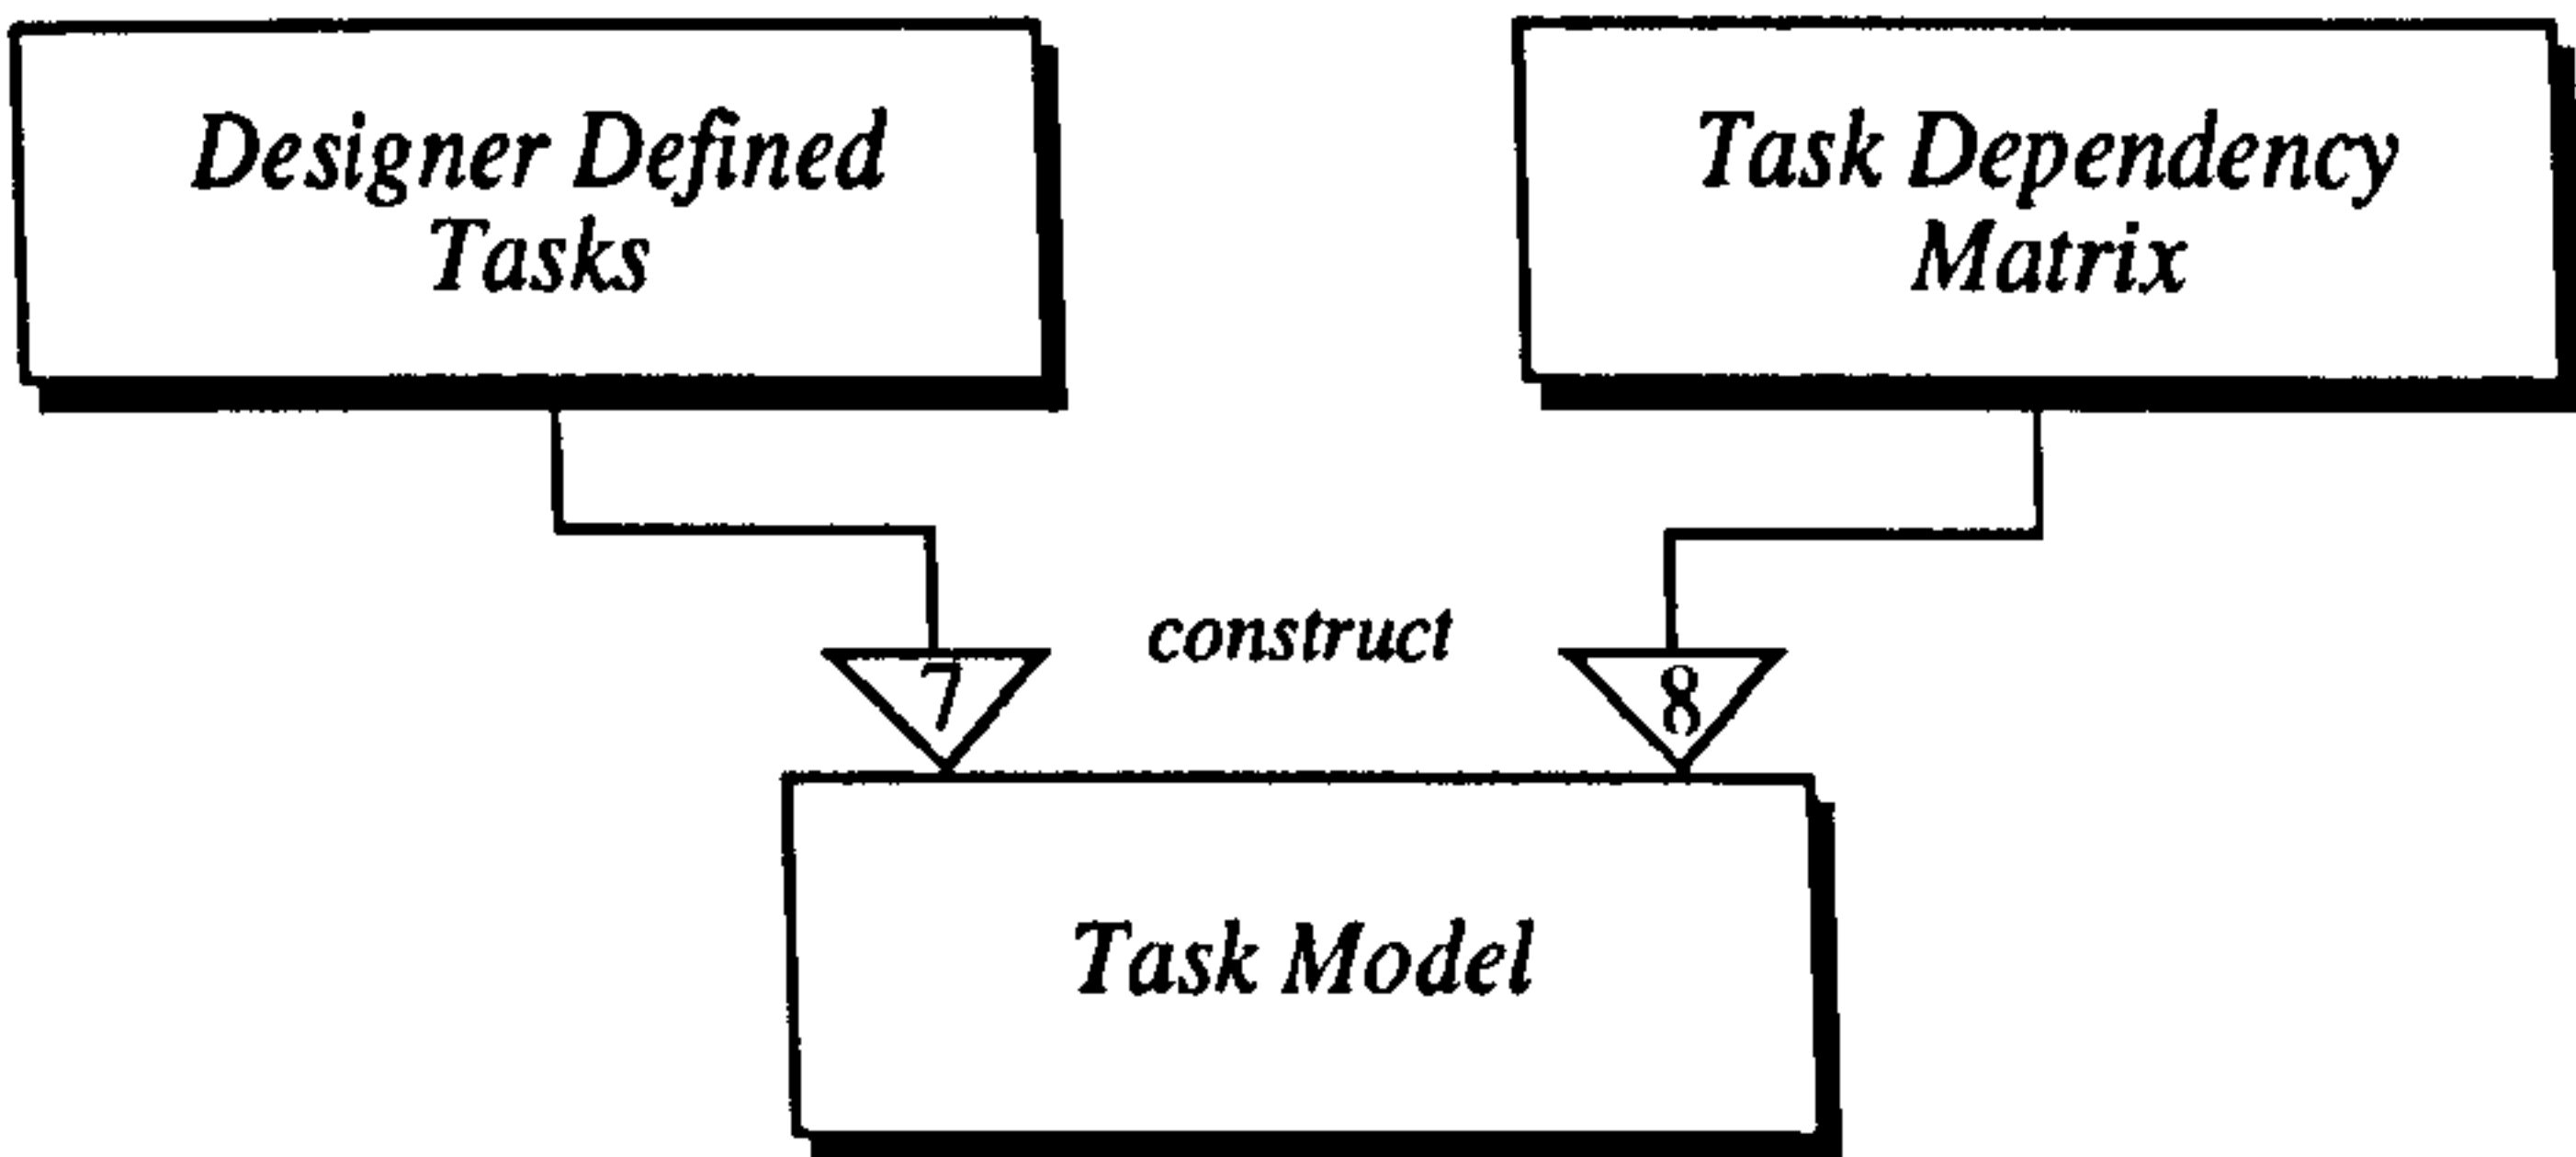 Designer Defined
Tasks
Task Dependency
Matrix
construct
7
8
Task Model